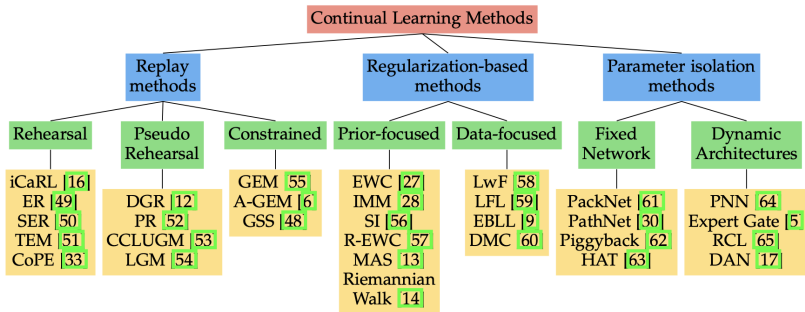 Continual Learning Methods
Replay
methods
Regularization-based
methods
Parameter isolation
methods
Rehearsal
Pseudo
Rehearsal
Constrained
Prior-focused
Data-focused
Fixed
Network
Dynamic
Architectures
iCaRL [16]
ER [49]
SER [50]
TEM [51]
CoPE [33]
DGR [12]
PR [52]
CCLUGM [53]
LGM [54]
GEM [55]
A-GEM [6]
GSS [48]
EWC [27]
IMM [28]
SI [56]
R-EWC [57]
MAS [13]
Riemannian
Walk [14]
LwF [58]
LFL [59]
EBLL [9]
DMC [60]
PackNet [61]
PathNet [30]
Piggyback [62]
HAT [63]
PNN [64]
Expert Gate [5]
RCL [65]
DAN [17]